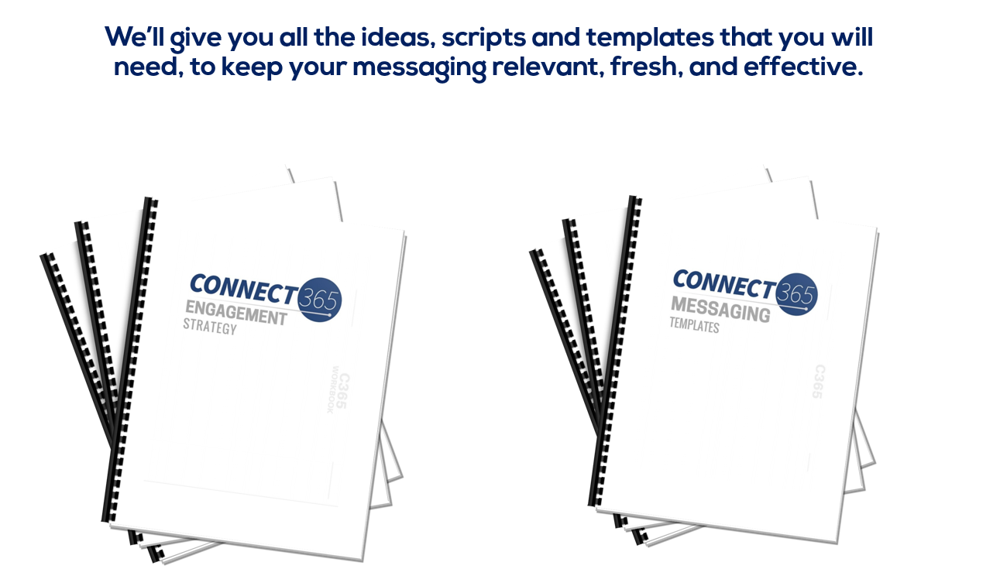 We'll give you all the ideas, scripts and templates that you will
need, to keep your messaging relevant, fresh, and effective.
CONNECT 365
ENGAGEMENT
STRATEGY
C365
WORKBOOK
CONNECT 365
MESSAGING
TEMPLATES
C365